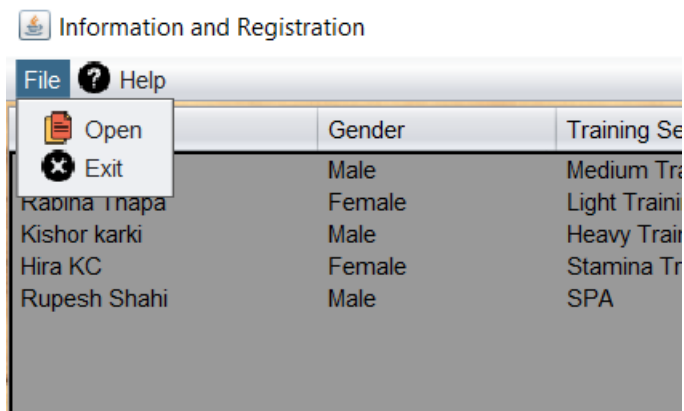 Information and Registration
File Help
Open
Exit
Gender Training Se
Male Medium Tra
Rabina Thapa Female Light Traini
Kishor karki Male Heavy Train
Hira KC Female Stamina Tr
Rupesh Shahi Male SPA